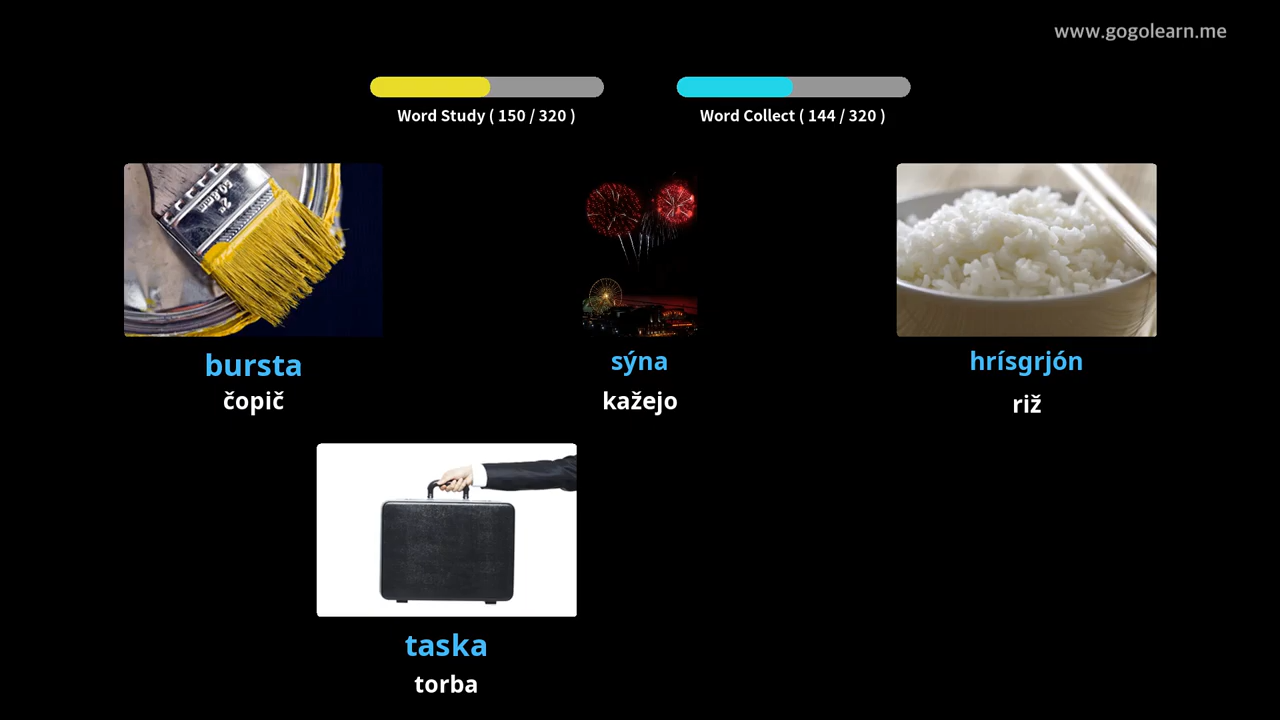 www.gogolearn.me
Word Study ( 150 / 320 )
Word Collect ( 144 / 320 )
bursta
čopič
sýna
kažejo
hrísgrjón
riž
taska
torba